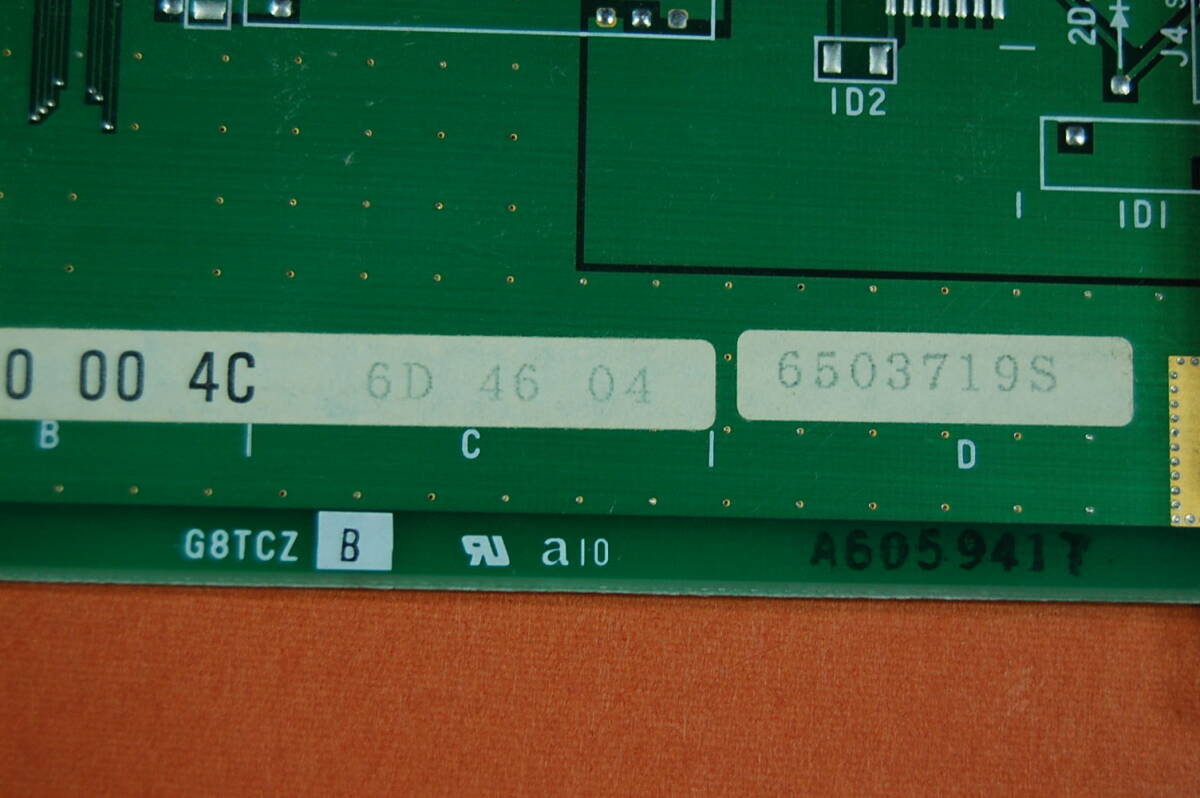 2D
J4
ID2
ID1
0 00 4C 6D 46 04
6503719S
B C D
G8TCZ B
a10
A605941T